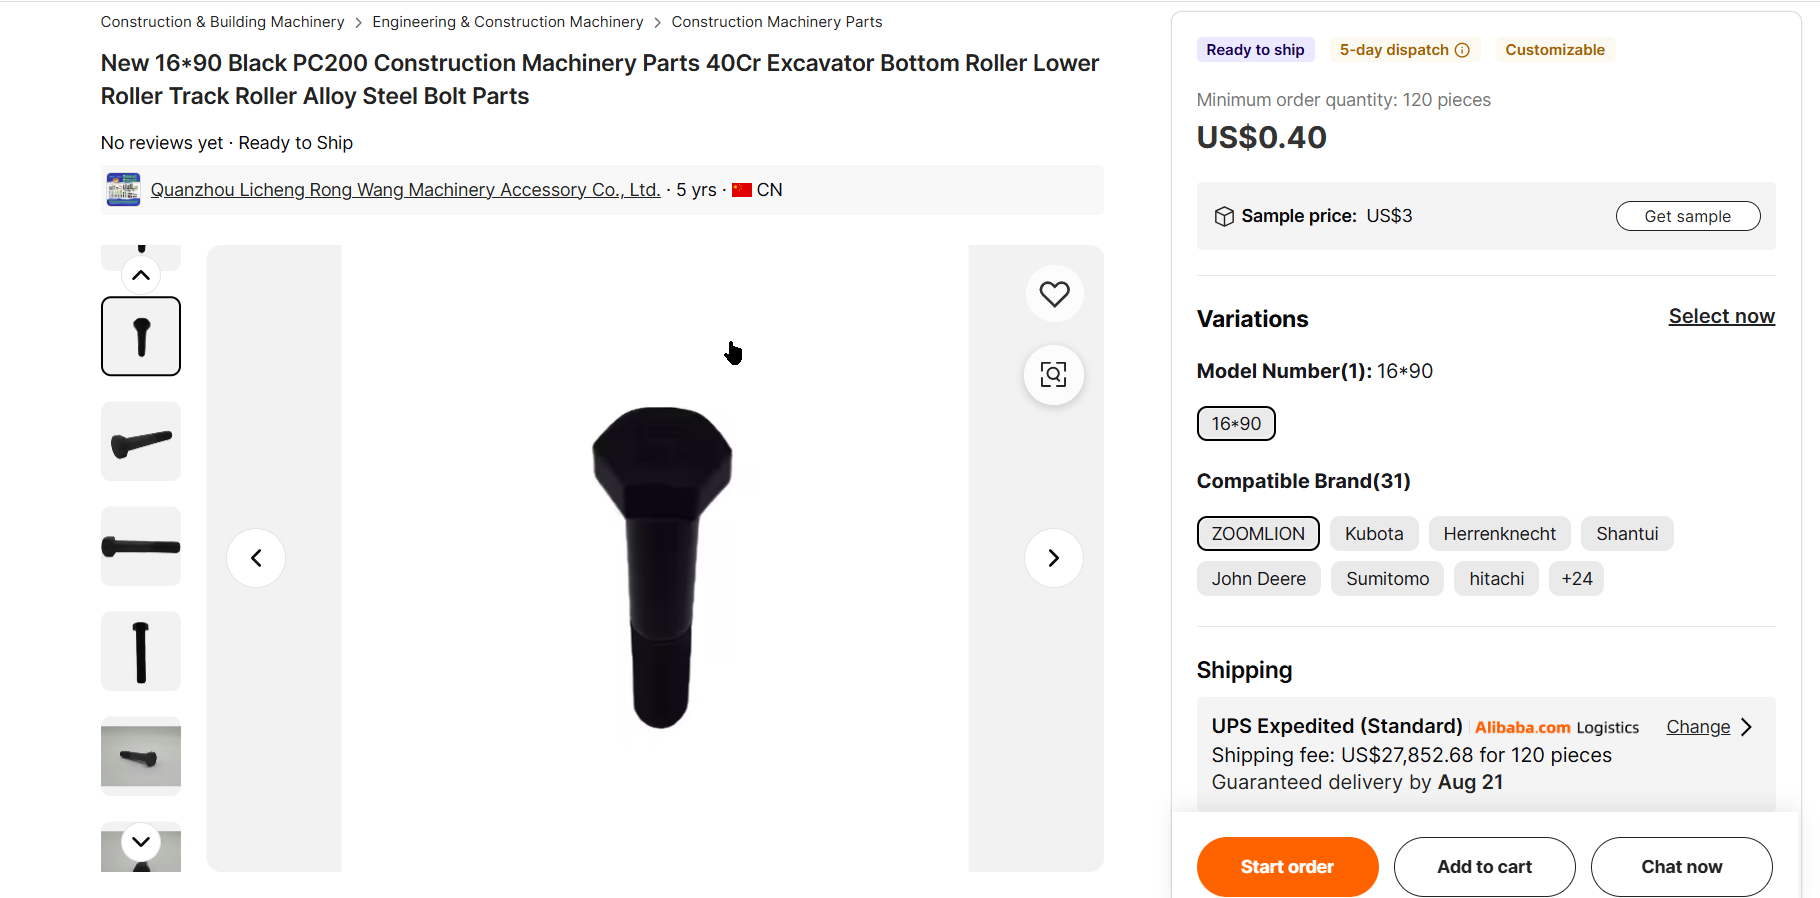 Construction & Building Machinery > Engineering & Construction Machinery > Construction Machinery Parts
New 16*90 Black PC200 Construction Machinery Parts 40Cr Excavator Bottom Roller Lower
Roller Track Roller Alloy Steel Bolt Parts
No reviews yet · Ready to Ship
Quanzhou Licheng Rong Wang Machinery Accessory Co., Ltd. · 5 yrs · CN
Ready to ship 5-day dispatch Customizable
Minimum order quantity: 120 pieces
US$0.40
Sample price: US$3 Get sample
Variations Select now
Model Number(1): 16*90
16*90
Compatible Brand(31)
ZOOMLION Kubota Herrenknecht Shantui
John Deere Sumitomo hitachi +24
Shipping
UPS Expedited (Standard) Alibaba.com Logistics Change
Shipping fee: US$27,852.68 for 120 pieces
Guaranteed delivery by Aug 21
Start order Add to cart Chat now